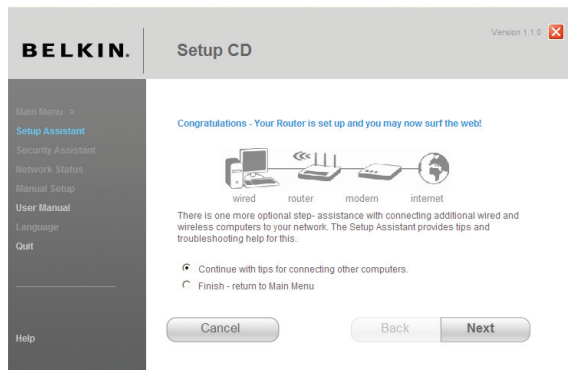 BELKIN.
Setup CD
Version 1.1.0
Main Menu >
Setup Assistant
Security Assistant
Network Status
Manual Setup
User Manual
Language
Quit
Help
Congratulations - Your Router is set up and you may now surf the web!
wired router modem internet
There is one more optional step- assistance with connecting additional wired and
wireless computers to your network. The Setup Assistant provides tips and
troubleshooting help for this.
Continue with tips for connecting other computers.
Finish - return to Main Menu
Cancel
Back
Next